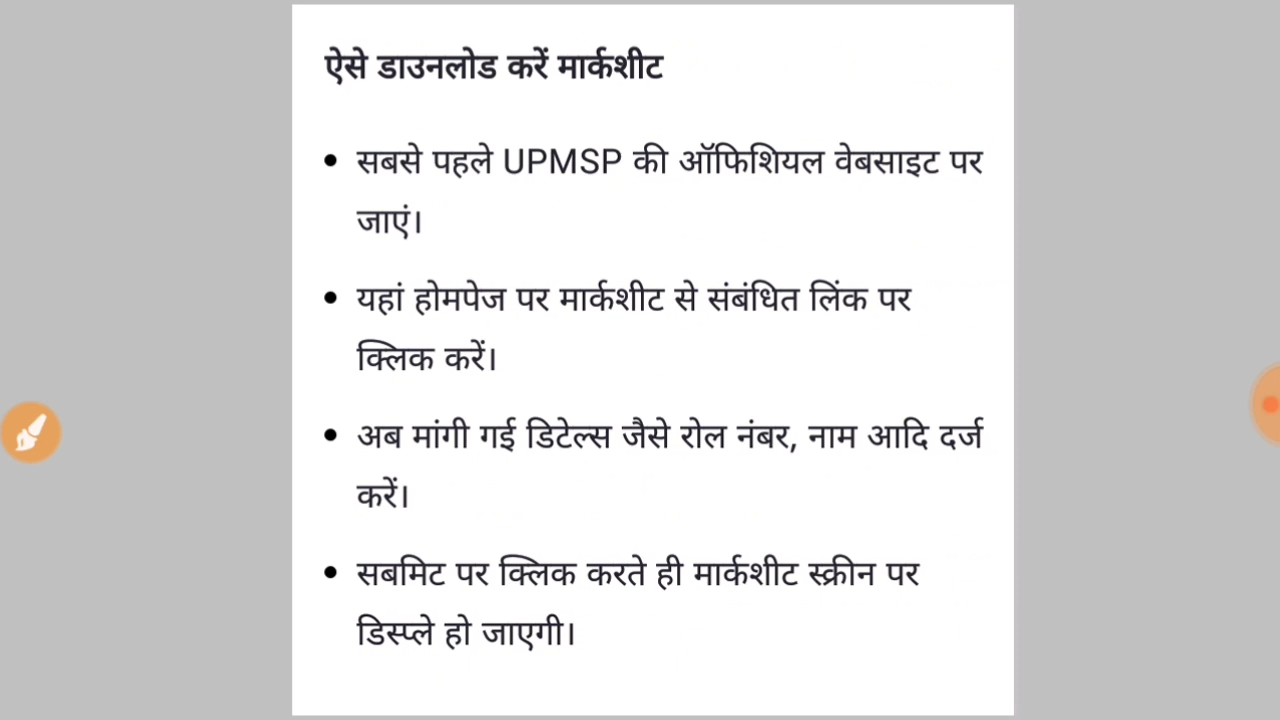 ऐसे डाउनलोड करें मार्कशीट
• सबसे पहले UPMSP की ऑफिशियल वेबसाइट पर
जाएं।
• यहां होमपेज पर मार्कशीट से संबंधित लिंक पर
क्लिक करें।
• अब मांगी गई डिटेल्स जैसे रोल नंबर, नाम आदि दर्ज
करें।
• सबमिट पर क्लिक करते ही मार्कशीट स्क्रीन पर
डिस्प्ले हो जाएगी।